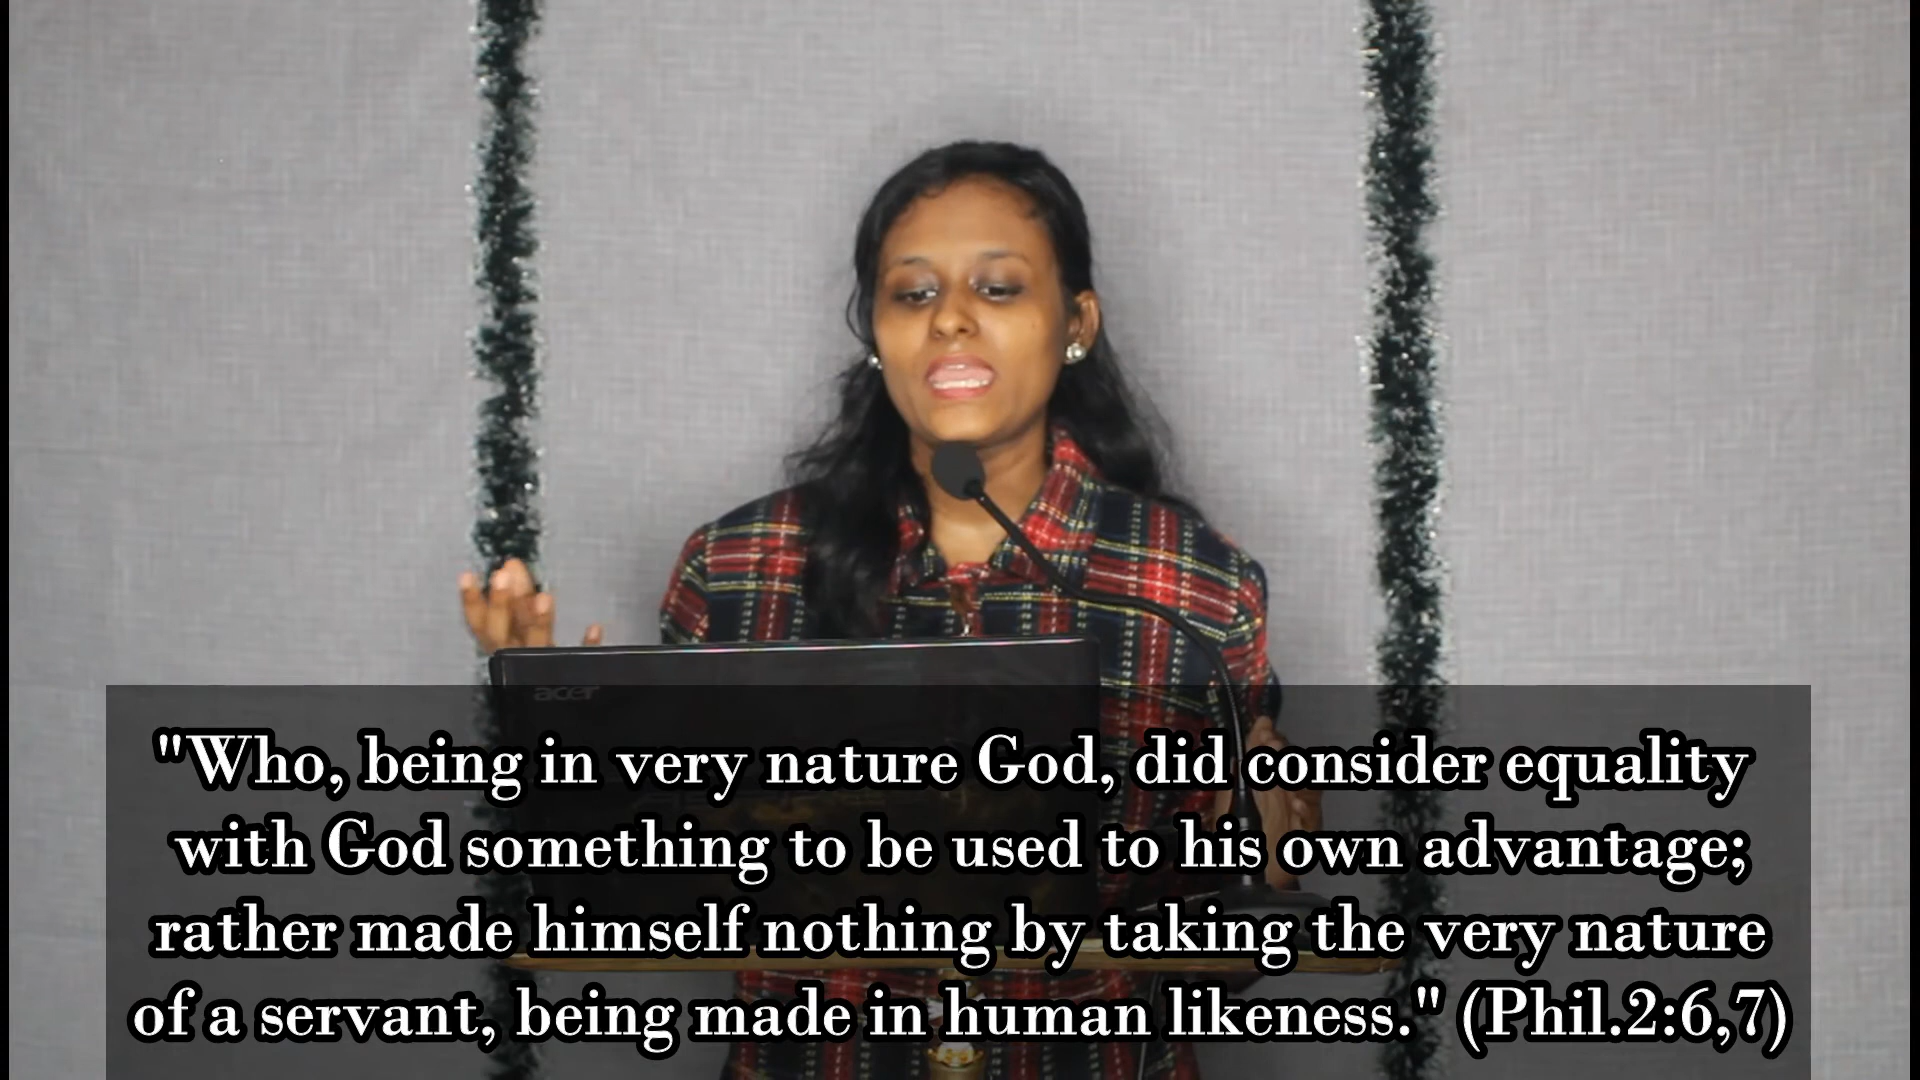 acer
"Who, being in very nature God, did consider equality
with God something to be used to his own advantage;
rather made himself nothing by taking the very nature
of a servant, being made in human likeness." (Phil.2:6,7)